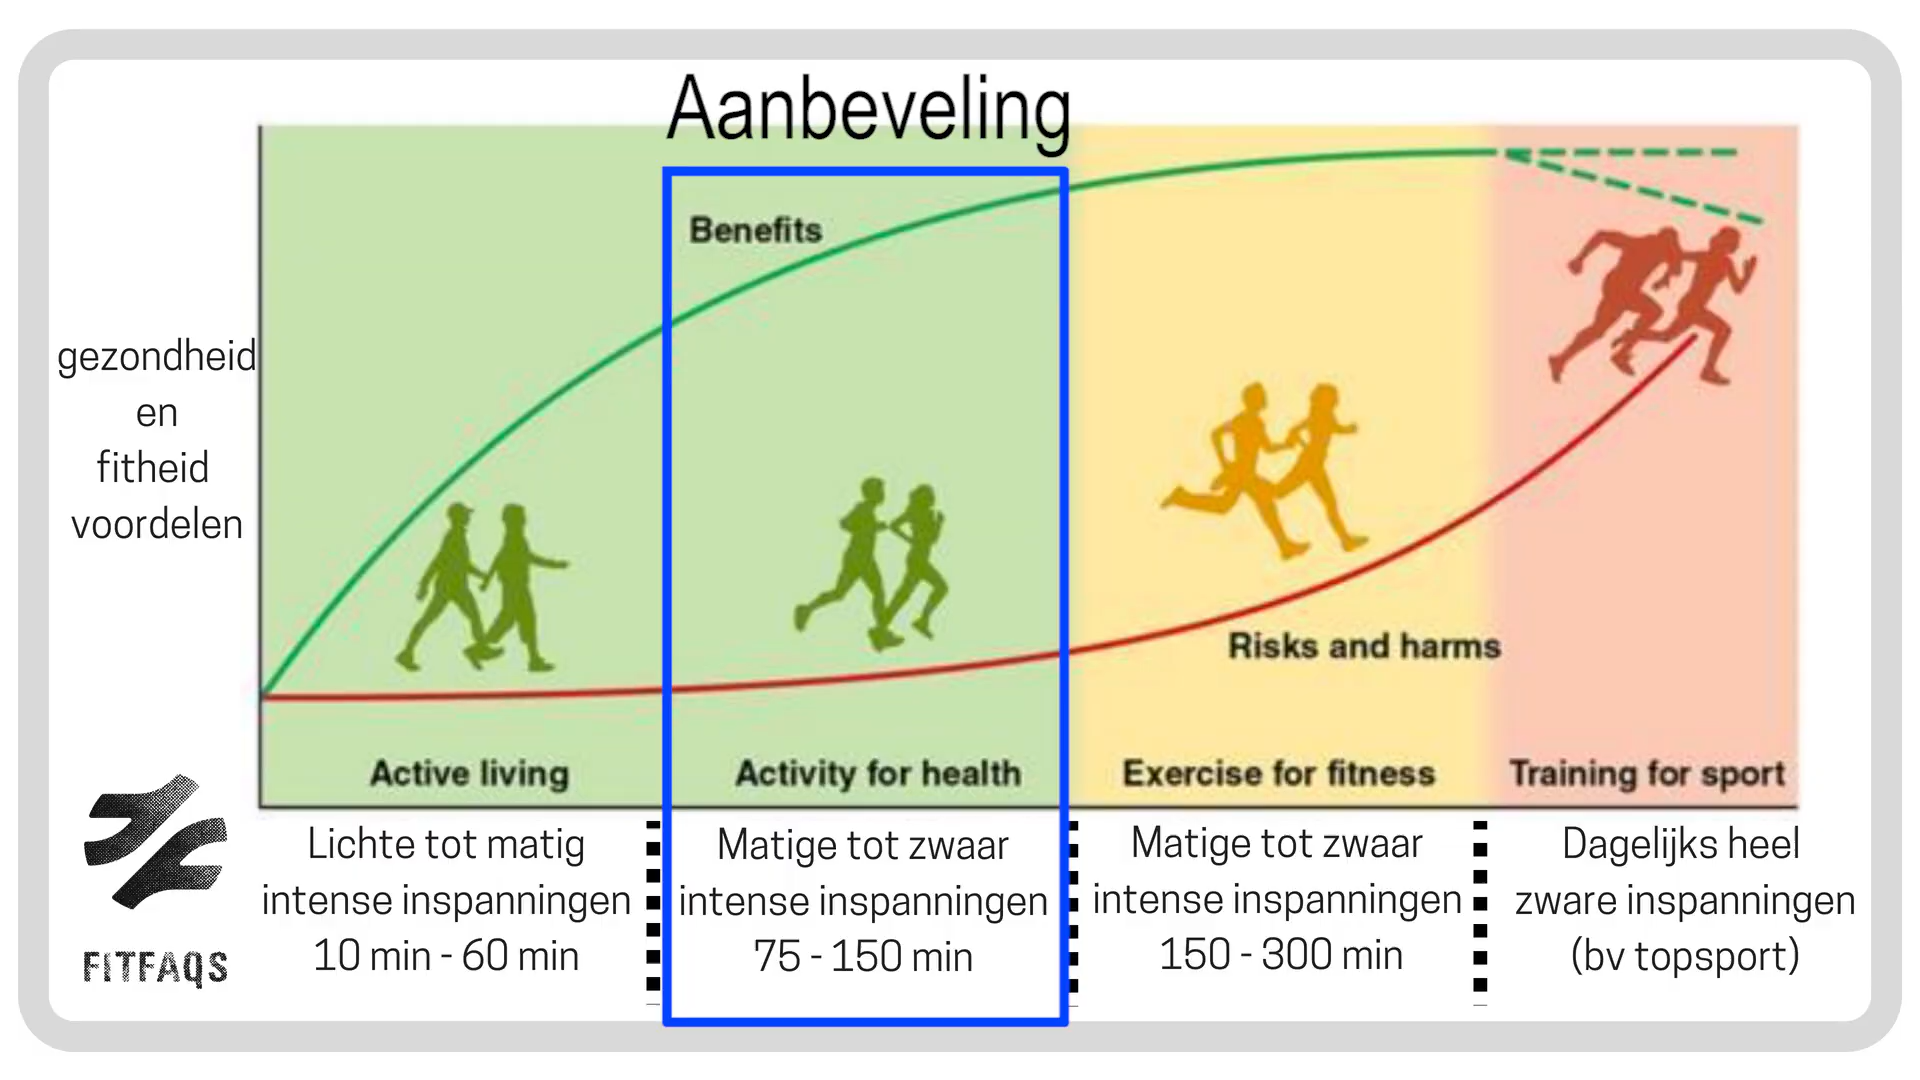 Aanbeveling
Benefits
gezondheid
en
fitheid
voordelen
Risks and harms
Active living
Activity for health
Exercise for fitness
Training for sport
Lichte tot matig
intense inspanningen
10 min - 60 min
Matige tot zwaar
intense inspanningen
75 - 150 min
Matige tot zwaar
intense inspanningen
150 - 300 min
Dagelijks heel
zware inspanningen
(bv topsport)
FITFAQS